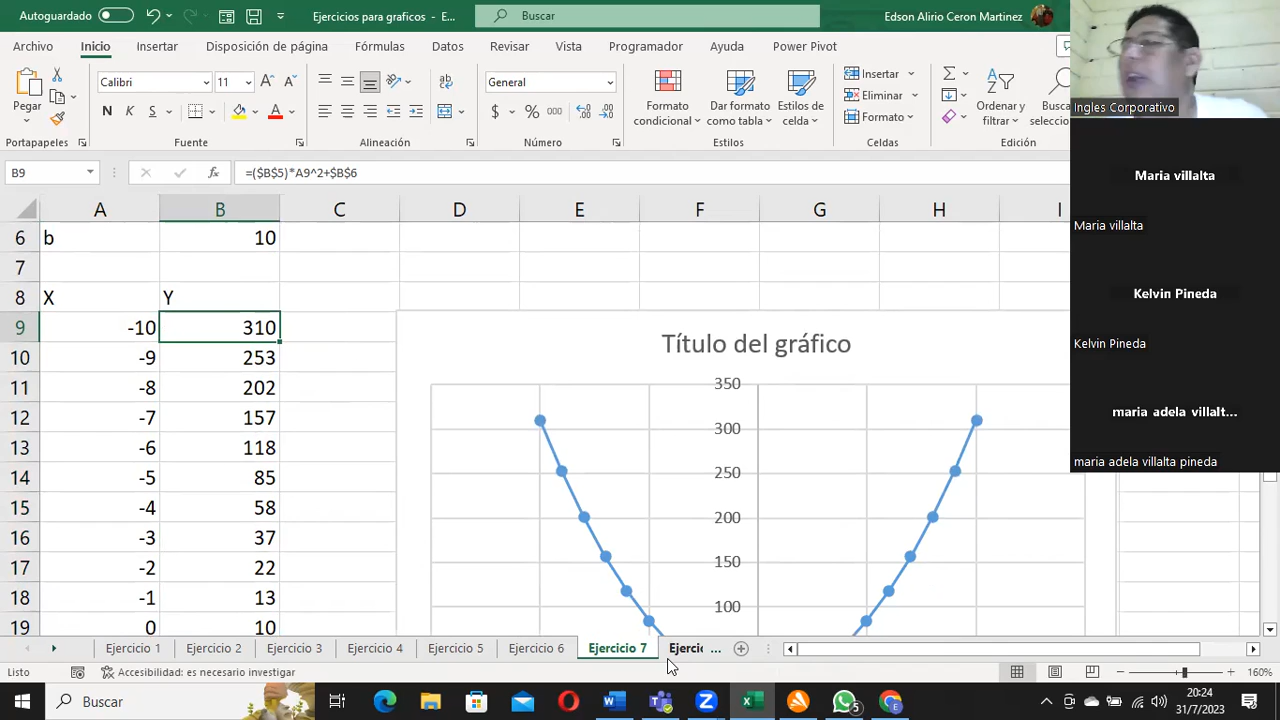 Autoguardado
Ejercicios para graficos - E...
Buscar
Edson Alirio Ceron Martinez
Archivo Inicio Insertar Disposición de página Fórmulas Datos Revisar Vista Programador Ayuda Power Pivot
Pegar
Calibri 11
N K S
General
$ % 000
Formato condicional
Dar formato como tabla
Estilos de celda
Insertar
Eliminar
Formato
Ordenar y filtrar
Busca
selecció
Portapapeles Fuente Alineación Número Estilos Celdas
Ingles Corporativo
B9 fx =($B$5)*A9^2+$B$6
A B C D E F G H I
6 b 10
7
8 X Y
9 -10 310
10 -9 253
11 -8 202
12 -7 157
13 -6 118
14 -5 85
15 -4 58
16 -3 37
17 -2 22
18 -1 13
19 0 10
Título del gráfico
350
300
250
200
150
100
Maria villalta
Maria villalta
Kelvin Pineda
Kelvin Pineda
maria adela villalt...
maria adela villalta pineda
Ejercicio 1 Ejercicio 2 Ejercicio 3 Ejercicio 4 Ejercicio 5 Ejercicio 6 Ejercicio 7 Ejercic ...
Listo Accesibilidad: es necesario investigar 160%
Buscar
5
20:24
31/7/2023